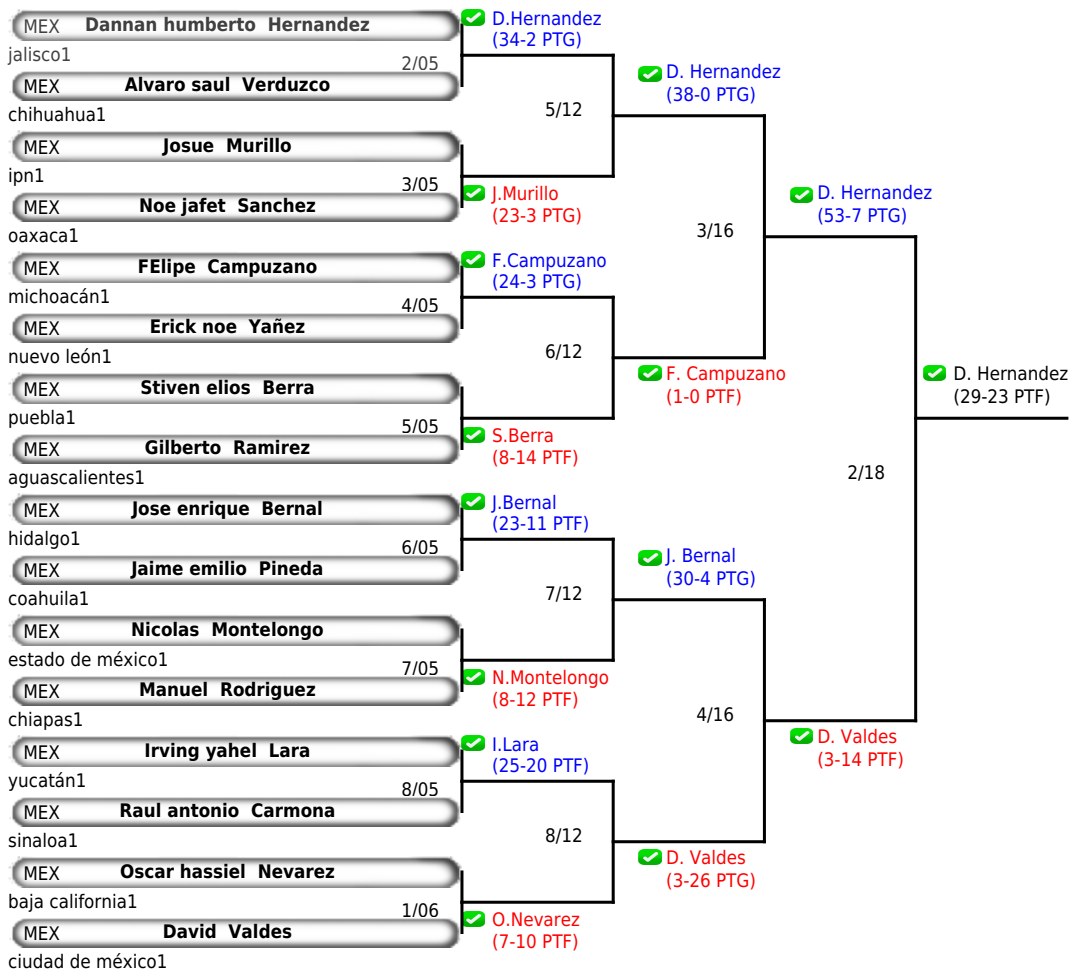 MEX Dannan humberto Hernandez
jalisco1
2/05
MEX Alvaro saul Verduzco
chihuahua1
MEX Josue Murillo
ipn1
3/05
MEX Noe jafet Sanchez
oaxaca1
MEX FElipe Campuzano
michoacán1
4/05
MEX Erick noe Yañez
nuevo león1
MEX Stiven elios Berra
puebla1
5/05
MEX Gilberto Ramirez
aguascalientes1
MEX Jose enrique Bernal
hidalgo1
6/05
MEX Jaime emilio Pineda
coahuila1
MEX Nicolas Montelongo
estado de méxico1
7/05
MEX Manuel Rodriguez
chiapas1
MEX Irving yahel Lara
yucatán1
8/05
MEX Raul antonio Carmona
sinaloa1
MEX Oscar hassiel Nevarez
baja california1
1/06
MEX David Valdes
ciudad de méxico1
D.Hernandez
(34-2 PTG)
5/12
J.Murillo
(23-3 PTG)
F.Campuzano
(24-3 PTG)
6/12
S.Berra
(8-14 PTF)
J.Bernal
(23-11 PTF)
7/12
N.Montelongo
(8-12 PTF)
I.Lara
(25-20 PTF)
8/12
O.Nevarez
(7-10 PTF)
D. Hernandez
(38-0 PTG)
3/16
F. Campuzano
(1-0 PTF)
J. Bernal
(30-4 PTG)
4/16
D. Valdes
(3-26 PTG)
D. Hernandez
(53-7 PTG)
2/18
D. Valdes
(3-14 PTF)
D. Hernandez
(29-23 PTF)